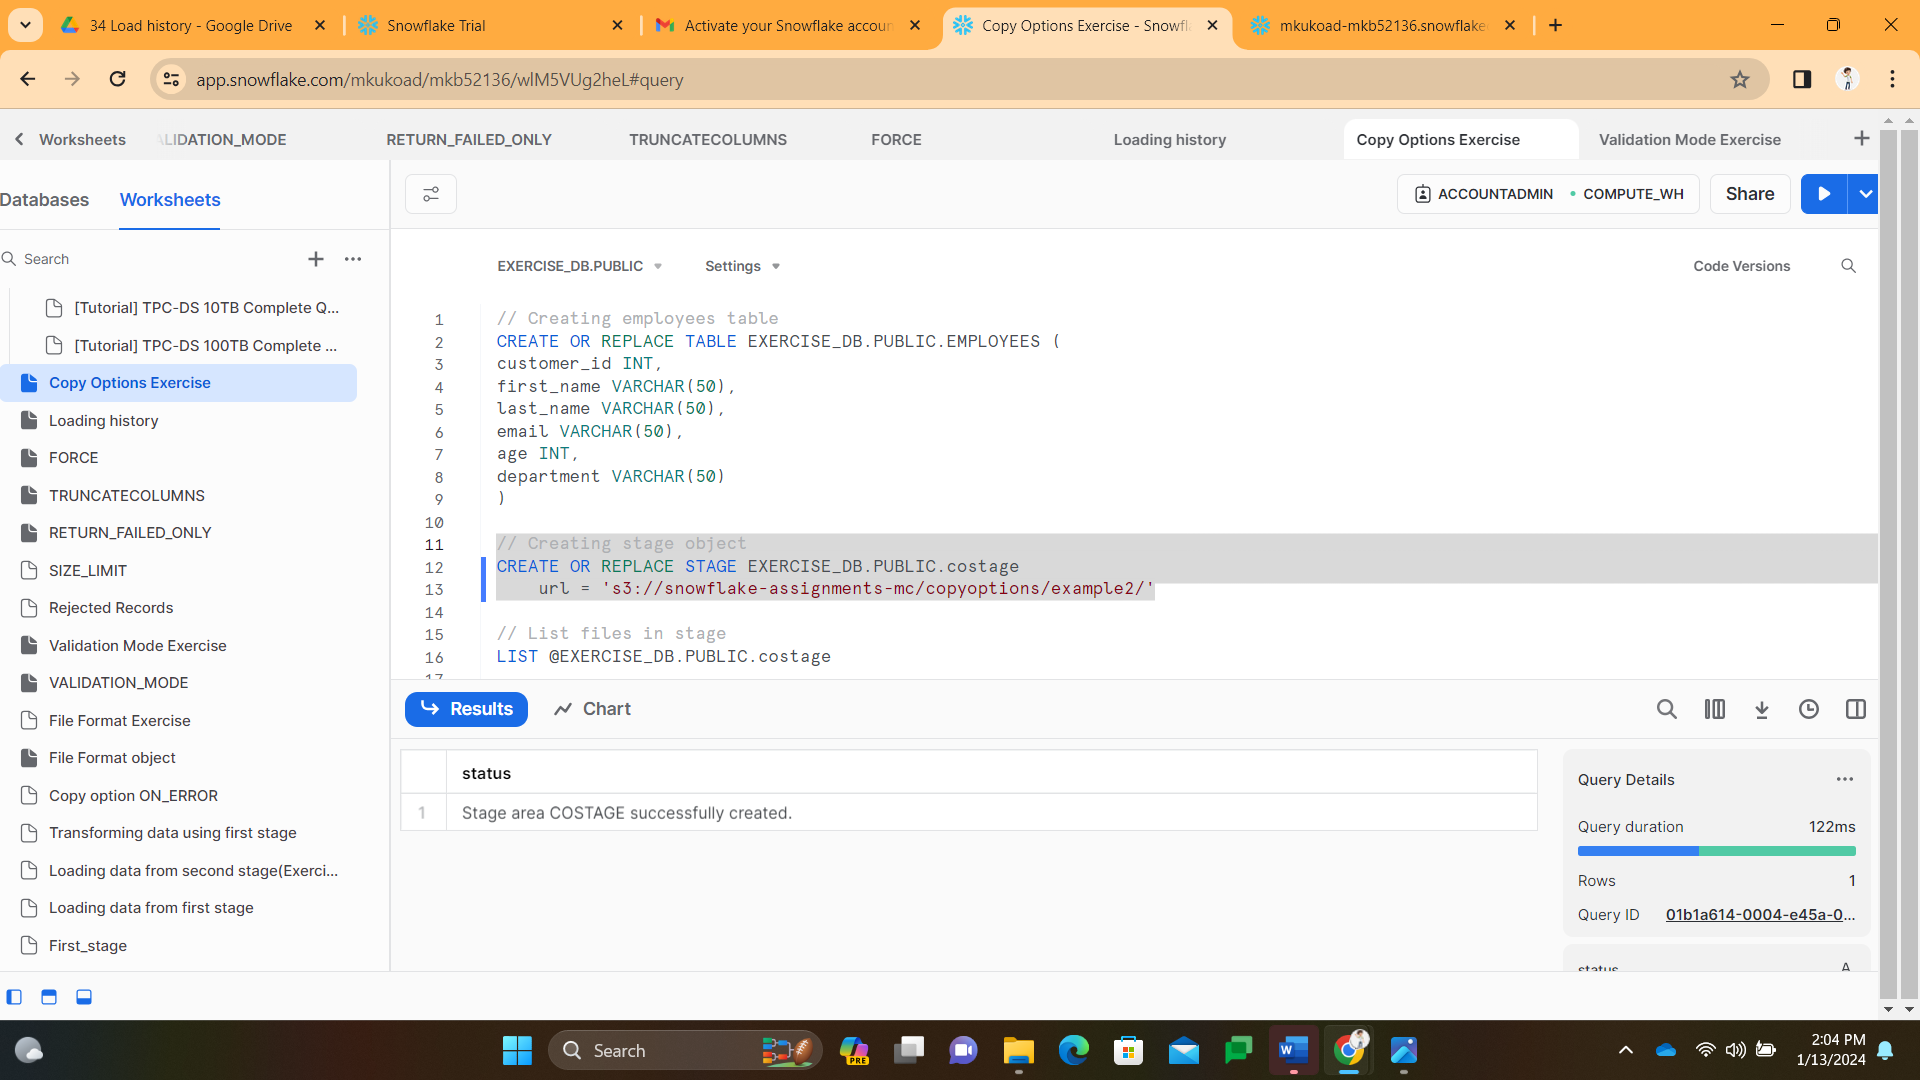 34 Load history - Google Drive
Snowflake Trial
Activate your Snowflake accoun
Copy Options Exercise - Snowfl
mkukoad-mkb52136.snowflake
app.snowflake.com/mkukoad/mkb52136/wlM5VUg2heL#query
Worksheets
ALIDATION_MODE
RETURN_FAILED_ONLY
TRUNCATECOLUMNS
FORCE
Loading history
Copy Options Exercise
Validation Mode Exercise
Databases
Worksheets
ACCOUNTADMIN
COMPUTE_WH
Share
Search
[Tutorial] TPC-DS 10TB Complete Q...
[Tutorial] TPC-DS 100TB Complete ...
Copy Options Exercise
Loading history
FORCE
TRUNCATECOLUMNS
RETURN_FAILED_ONLY
SIZE_LIMIT
Rejected Records
Validation Mode Exercise
VALIDATION_MODE
File Format Exercise
File Format object
Copy option ON_ERROR
Transforming data using first stage
Loading data from second stage(Exerci...
Loading data from first stage
First_stage
EXERCISE_DB.PUBLIC
Settings
Code Versions
1 // Creating employees table
2 CREATE OR REPLACE TABLE EXERCISE_DB.PUBLIC.EMPLOYEES (
3 customer_id INT,
4 first_name VARCHAR(50),
5 last_name VARCHAR(50),
6 email VARCHAR(50),
7 age INT,
8 department VARCHAR(50)
9 )
10
11 // Creating stage object
12 CREATE OR REPLACE STAGE EXERCISE_DB.PUBLIC.costage
13 url = 's3://snowflake-assignments-mc/copyoptions/example2/'
14
15 // List files in stage
16 LIST @EXERCISE_DB.PUBLIC.costage
17
Results
Chart
status
1 Stage area COSTAGE successfully created.
Query Details
Query duration 122ms
Rows 1
Query ID 01b1a614-0004-e45a-0...
status A
Search
PRE
2:04 PM
1/13/2024